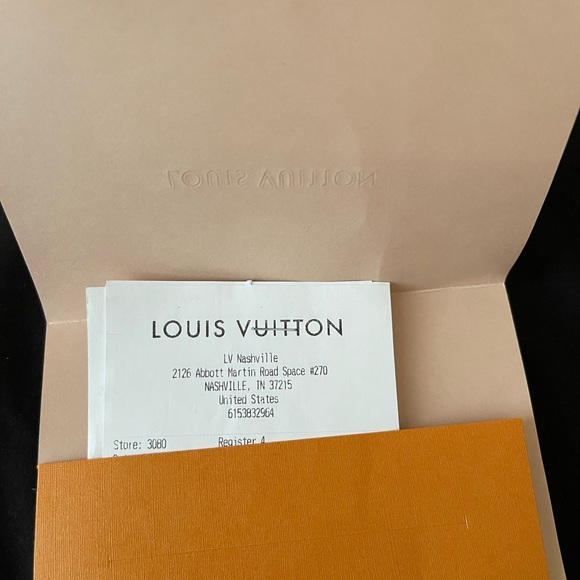 LOUIS VUITTON
LOUIS VUITTON
LV Nashville
2126 Abbott Martin Road Space #270
NASHVILLE, TN 37215
United States
6153832964
Store: 3080 Register 4